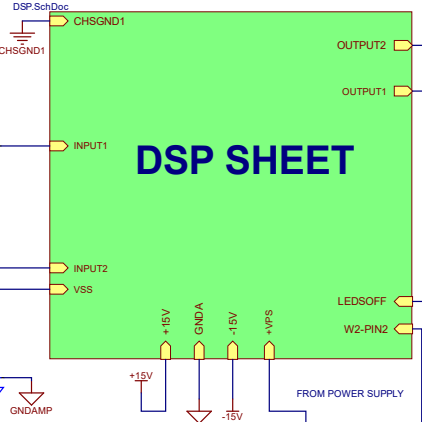 DSP.SchDoc
CHSGND1
CHSGND1
OUTPUT2
OUTPUT1
INPUT1
DSP SHEET
INPUT2
VSS
LEDSOFF
W2-PIN2
+15V
GNDA
-15V
+VPS
+15V
FROM POWER SUPPLY
GNDAMP
-15V